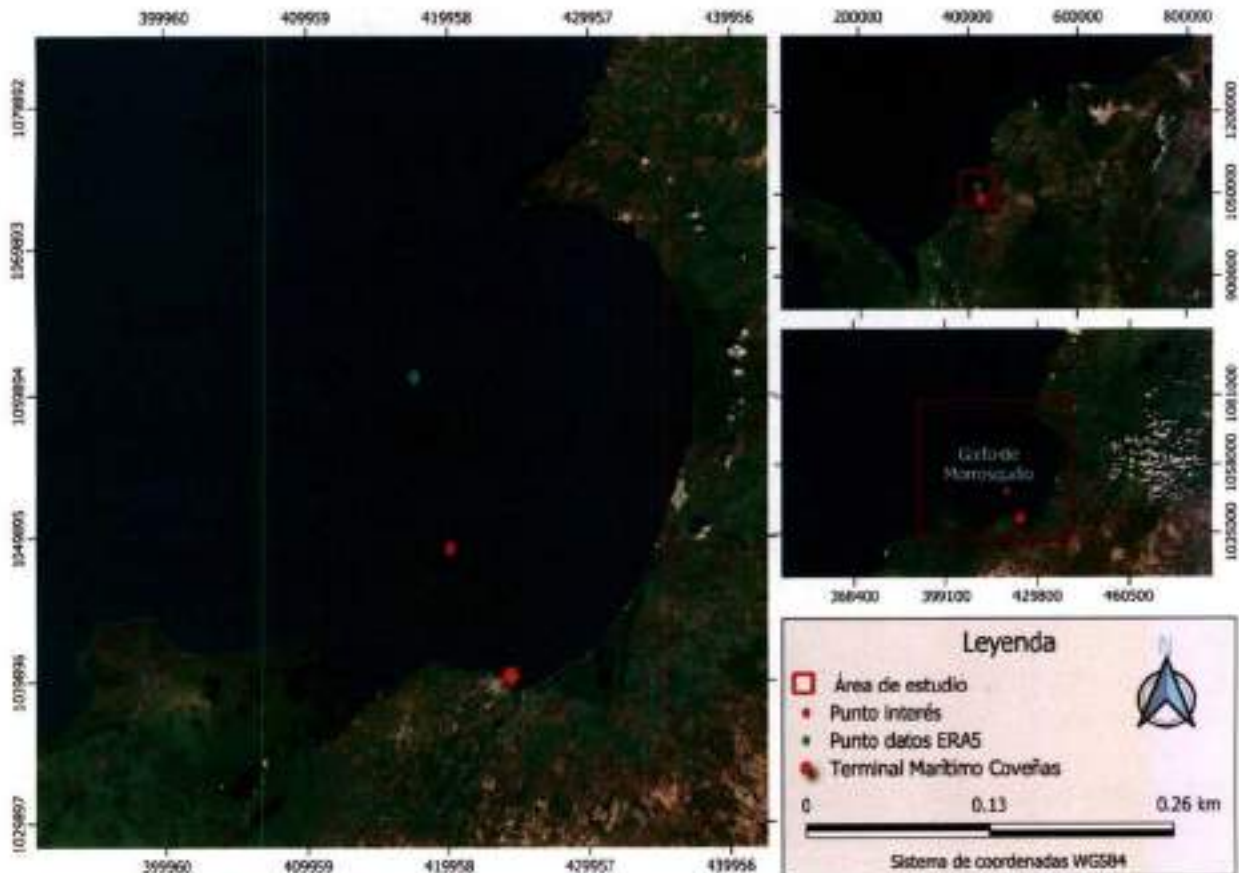 399960 409959 419958 429957 439956
1079892
1069893
1059894
1049895
1039896
1029897
399960 409959 419958 429957 439956
200000 400000 600000 800000
1200000
1050000
900000
Golfo de
Morrosquillo
1081000
1058000
1035000
368400 399100 429800 460500
Leyenda
N
Área de estudio
Punto interés
Punto datos ERA5
Terminal Marítimo Coveñas
0 0.13 0.26 km
Sistema de coordenadas WGS84